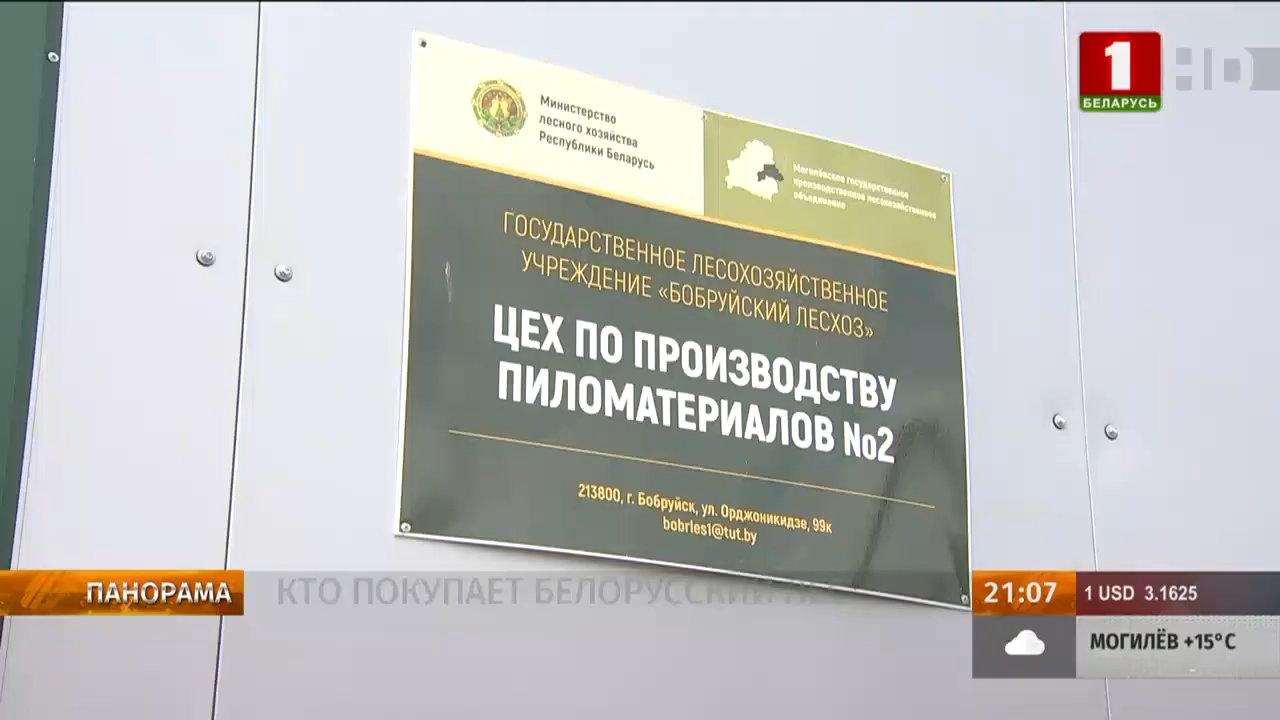 1
БЕЛАРУСЬ
HD
Министерство
лесного хозяйства
Республики Беларусь
Могилёвское государственное
производственное лесохозяйственное
объединение
ГОСУДАРСТВЕННОЕ ЛЕСОХОЗЯЙСТВЕННОЕ
УЧРЕЖДЕНИЕ «БОБРУЙСКИЙ ЛЕСХОЗ»
ЦЕХ ПО ПРОИЗВОДСТВУ
ПИЛОМАТЕРИАЛОВ №2
213800, г. Бобруйск, ул. Орджоникидзе, 99к
bobrles1@tut.by
ПАНОРАМА
КТО ПОКУПАЕТ БЕЛОРУССКИЙ
21:07
1 USD 3.1625
МОГИЛЁВ +15°C